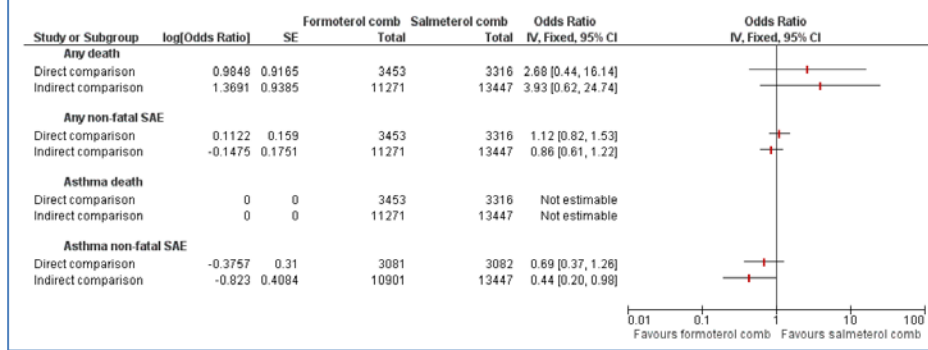 Formoterol comb Salmeterol comb Odds Ratio Odds Ratio
Study or Subgroup log[Odds Ratio] SE Total Total IV, Fixed, 95% CI IV, Fixed, 95% CI
Any death
Direct comparison 0.9848 0.9165 3453 3316 2.68 [0.44, 16.14]
Indirect comparison 1.3691 0.9385 11271 13447 3.93 [0.62, 24.74]
Any non-fatal SAE
Direct comparison 0.1122 0.159 3453 3316 1.12 [0.82, 1.53]
Indirect comparison -0.1475 0.1751 11271 13447 0.86 [0.61, 1.22]
Asthma death
Direct comparison 0 0 3453 3316 Not estimable
Indirect comparison 0 0 11271 13447 Not estimable
Asthma non-fatal SAE
Direct comparison -0.3757 0.31 3081 3082 0.69 [0.37, 1.26]
Indirect comparison -0.823 0.4084 10901 13447 0.44 [0.20, 0.98]
0.01 0.1 1 10 100
Favours formoterol comb Favours salmeterol comb